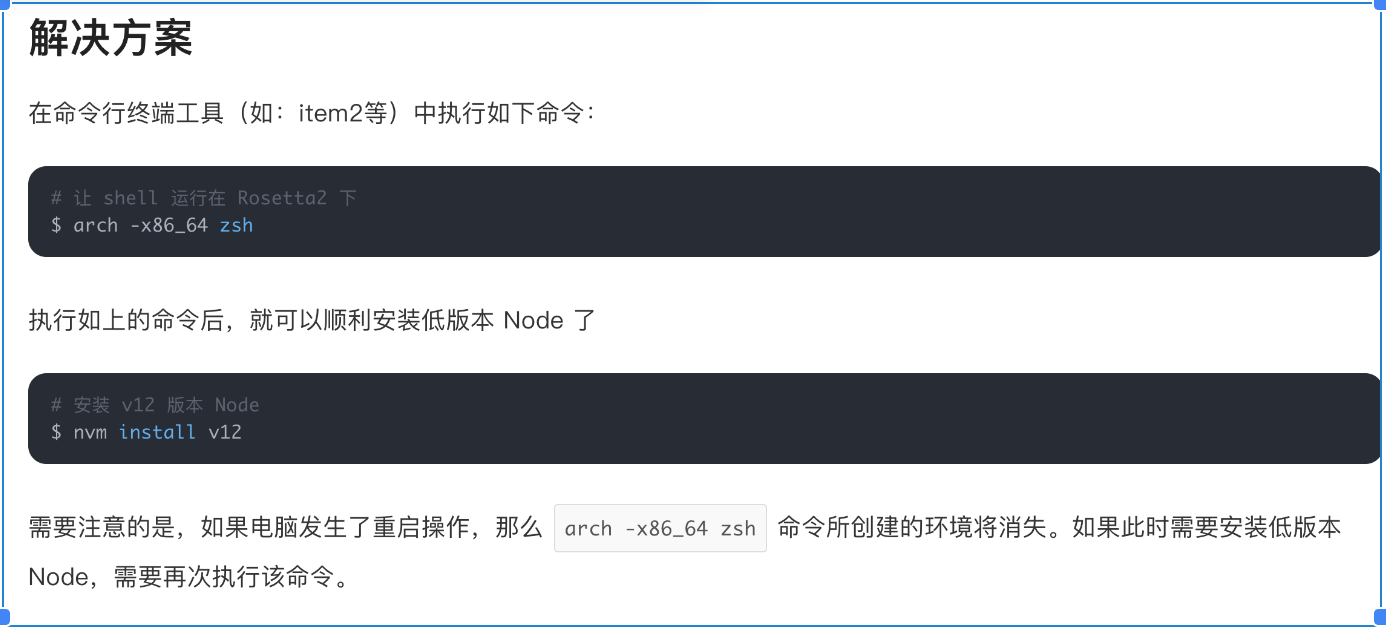 解决方案
在命令行终端工具（如：item2等）中执行如下命令：
# 让 shell 运行在 Rosetta2 下
$ arch -x86_64 zsh
执行如上的命令后，就可以顺利安装低版本 Node 了
# 安装 v12 版本 Node
$ nvm install v12
需要注意的是，如果电脑发生了重启操作，那么 arch -x86_64 zsh 命令所创建的环境将消失。如果此时需要安装低版本
Node，需要再次执行该命令。